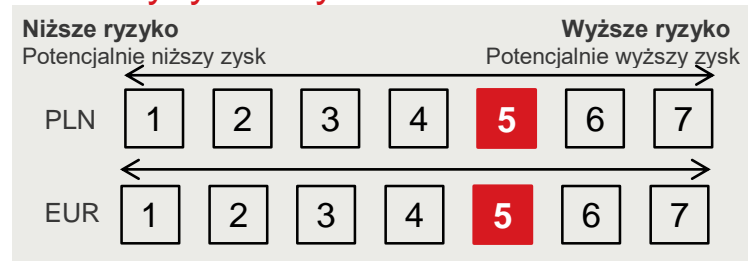 Niższe ryzyko Wyższe ryzyko
Potencjalnie niższy zysk Potencjalnie wyższy zysk
PLN 1 2 3 4 5 6 7
EUR 1 2 3 4 5 6 7